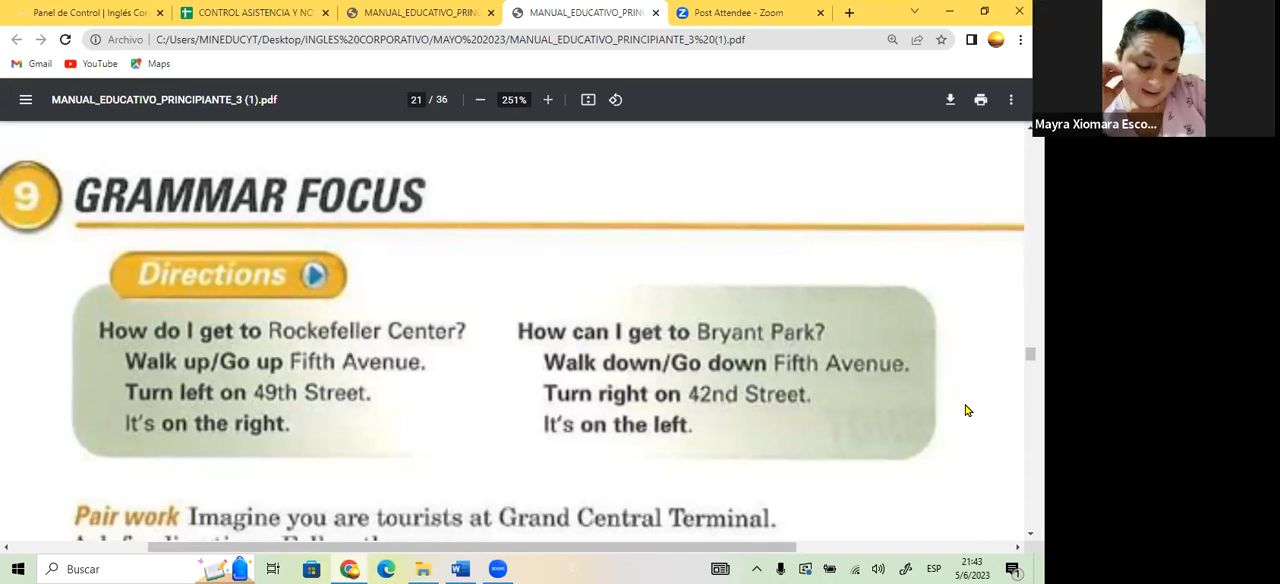 Panel de Control | Inglés Cor
CONTROL ASISTENCIA Y NO
MANUAL_EDUCATIVO_PRINC
MANUAL_EDUCATIVO_PRINC
Post Attendee - Zoom
Archivo
C:/Users/MINEDUCYT/Desktop/INGLES%20CORPORATIVO/MAYO%202023/MANUAL_EDUCATIVO_PRINCIPIANTE_3%20(1).pdf
Gmail
YouTube
Maps
MANUAL_EDUCATIVO_PRINCIPIANTE_3 (1).pdf
21 / 36
251%
Mayra Xiomara Esco...
9 GRAMMAR FOCUS
Directions
How do I get to Rockefeller Center?
Walk up/Go up Fifth Avenue.
Turn left on 49th Street.
It's on the right.
How can I get to Bryant Park?
Walk down/Go down Fifth Avenue.
Turn right on 42nd Street.
It's on the left.
Pair work Imagine you are tourists at Grand Central Terminal.
Buscar
zoom
ESP
21:43
5/6/2023
1